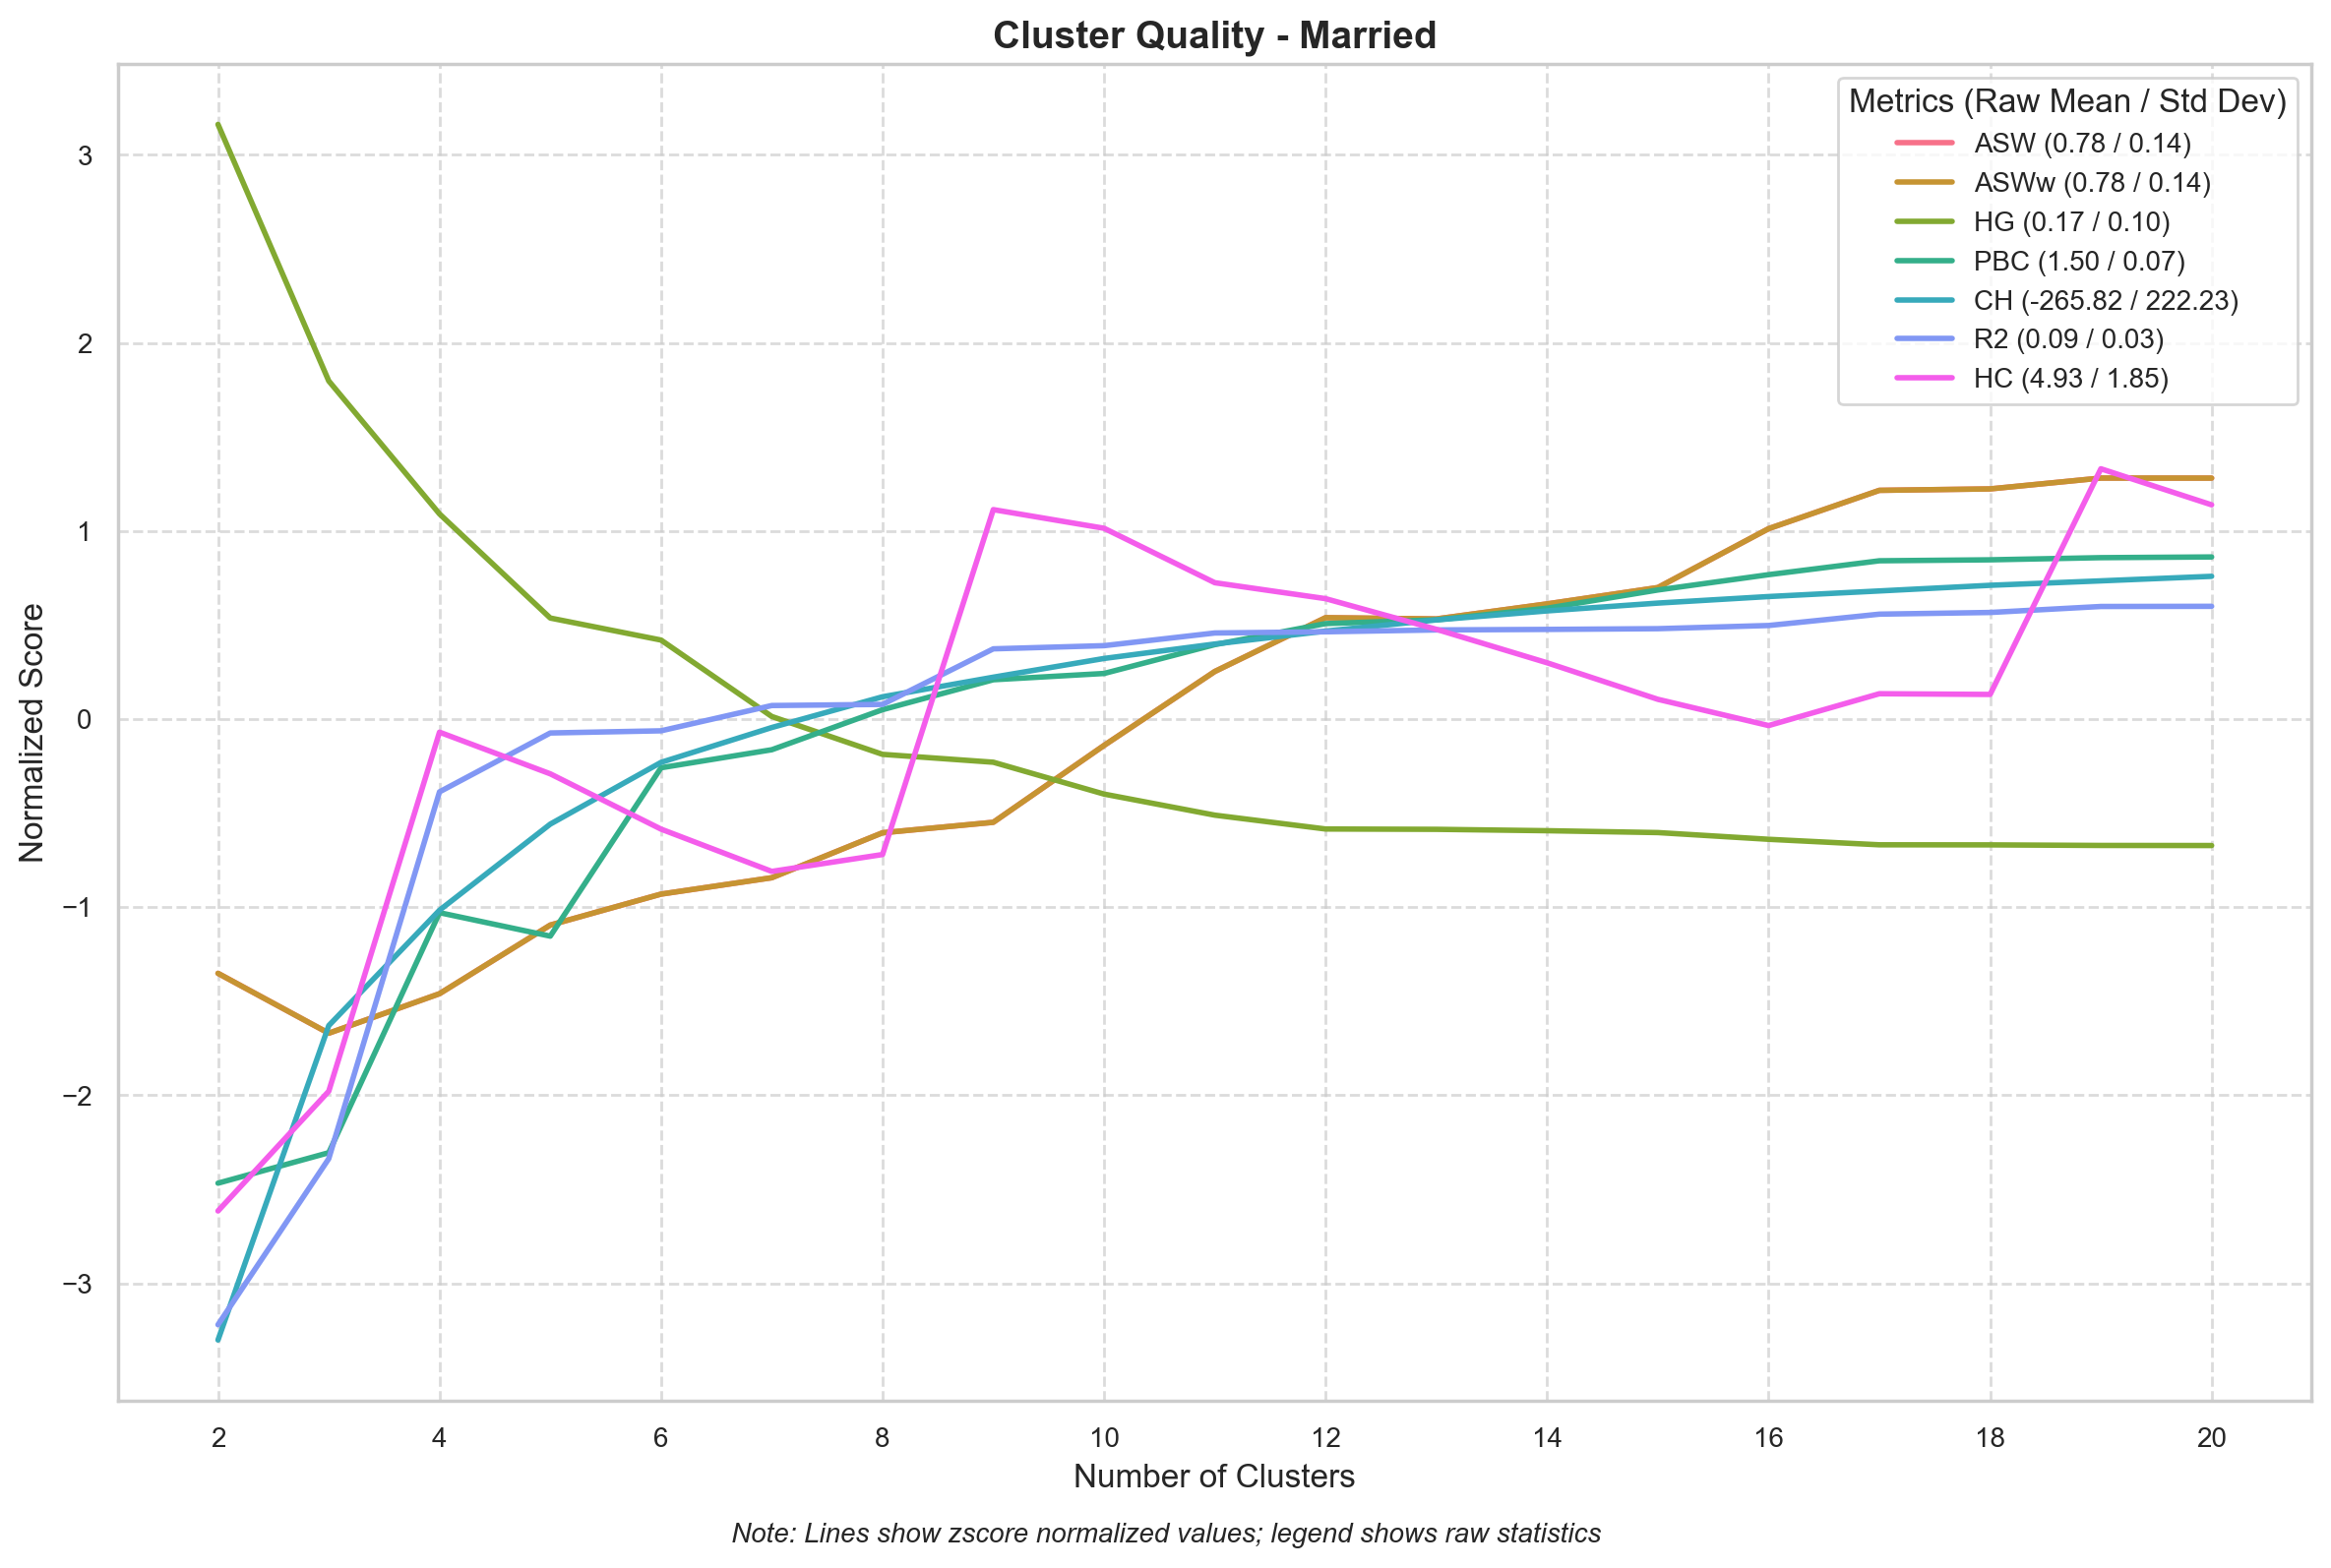 Cluster Quality - Married
Metrics (Raw Mean / Std Dev)
ASW (0.78 / 0.14)
ASWw (0.78 / 0.14)
HG (0.17 / 0.10)
PBC (1.50 / 0.07)
CH (-265.82 / 222.23)
R2 (0.09 / 0.03)
HC (4.93 / 1.85)
Normalized Score
3
2
1
0
−1
−2
−3
2 4 6 8 10 12 14 16 18 20
Number of Clusters
Note: Lines show zscore normalized values; legend shows raw statistics